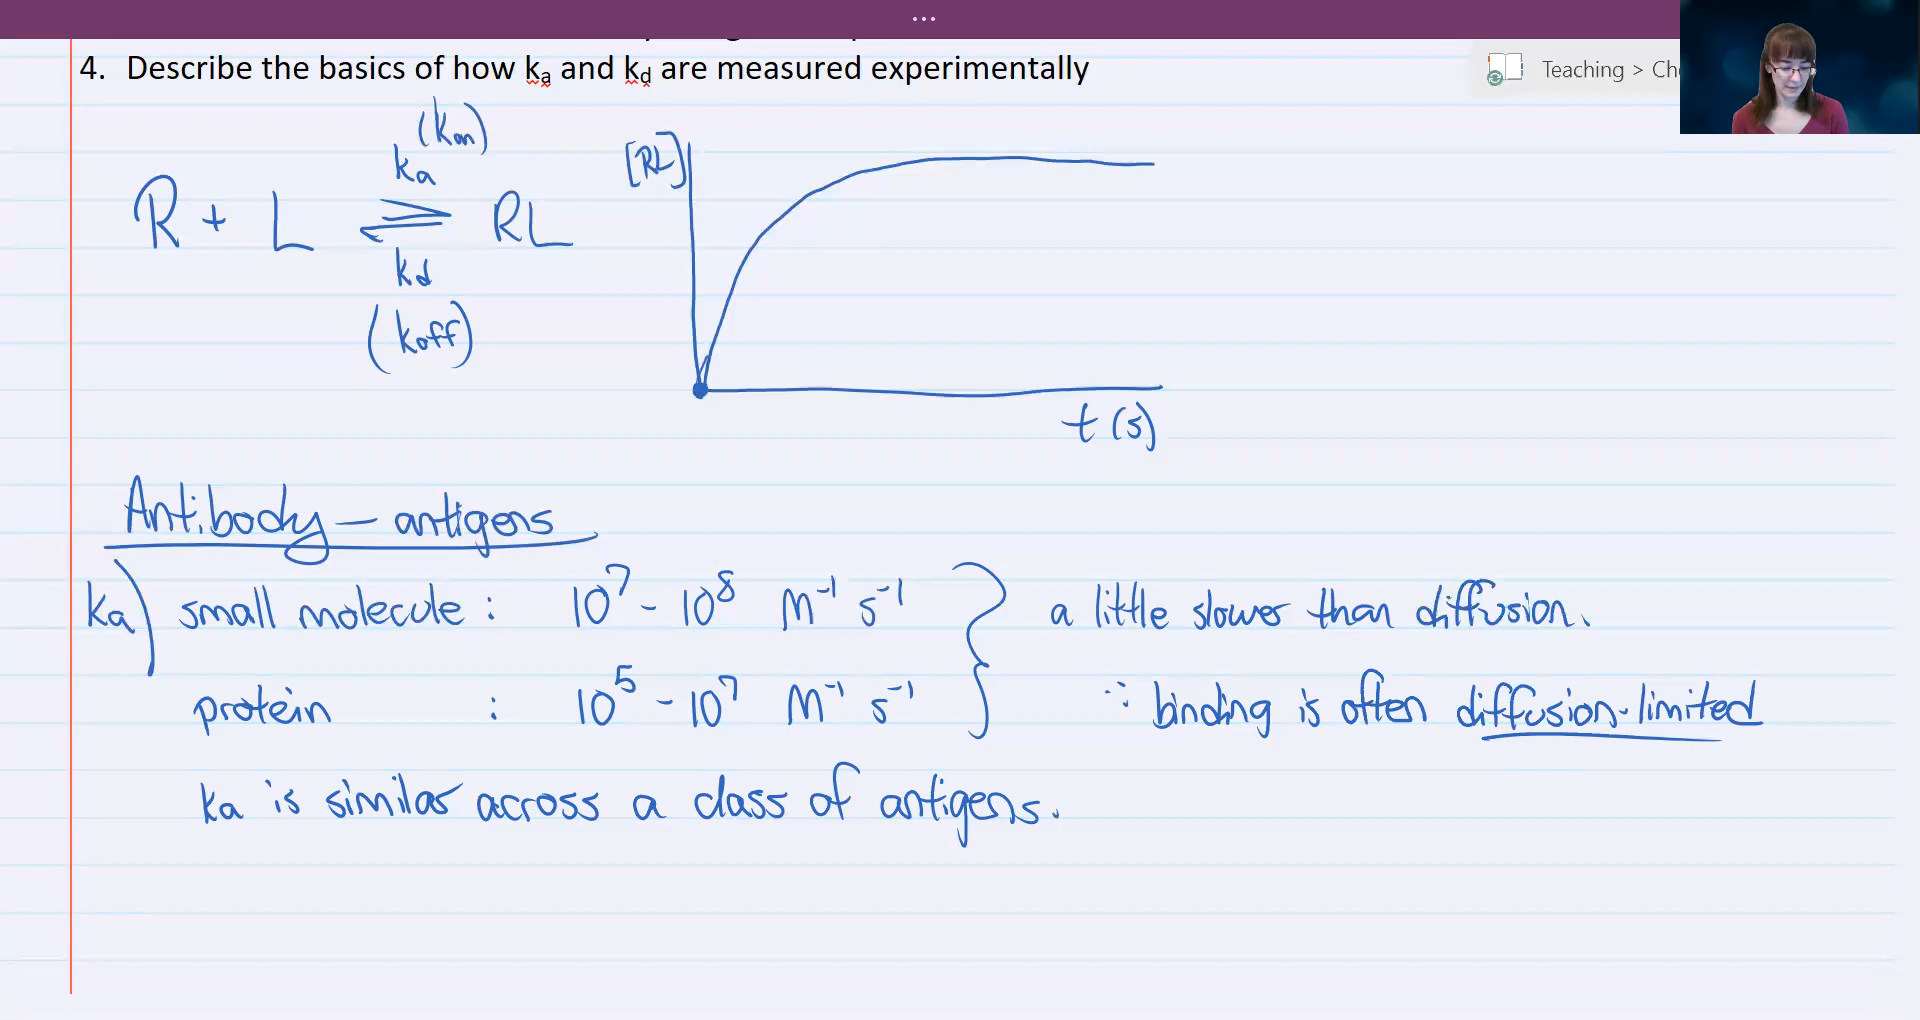 4. Describe the basics of how ka and kd are measured experimentally
Teaching > Ch
(kon)
ka
R + L ⇌ RL
kd
(koff)
[RL]
t (s)
Antibody – antigens
ka) small molecule : 10⁷ - 10⁸ M⁻¹ s⁻¹ } a little slower than diffusion.
protein : 10⁵ - 10⁷ M⁻¹ s⁻¹ ∵ binding is often diffusion-limited
ka is similar across a class of antigens.